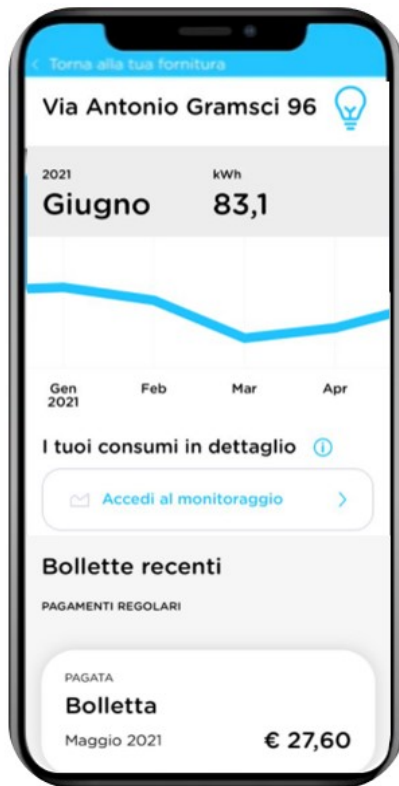 < Torna alla tua fornitura
Via Antonio Gramsci 96
2021 kWh
Giugno 83,1
Gen Feb Mar Apr
2021
I tuoi consumi in dettaglio
Accedi al monitoraggio >
Bollette recenti
PAGAMENTI REGOLARI
PAGATA
Bolletta
Maggio 2021 € 27,60